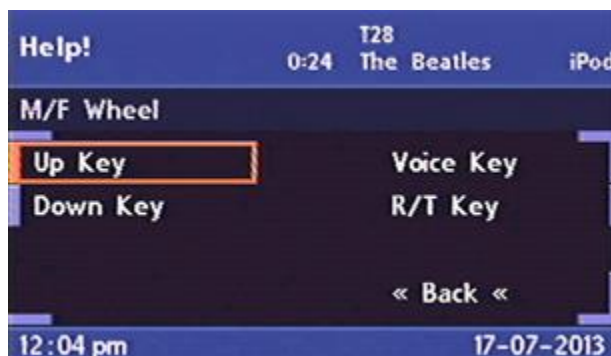 Help!
0:24
T28
The Beatles
iPod
M/F Wheel
Up Key
Voice Key
Down Key
R/T Key
« Back «
12:04 pm
17-07-2013